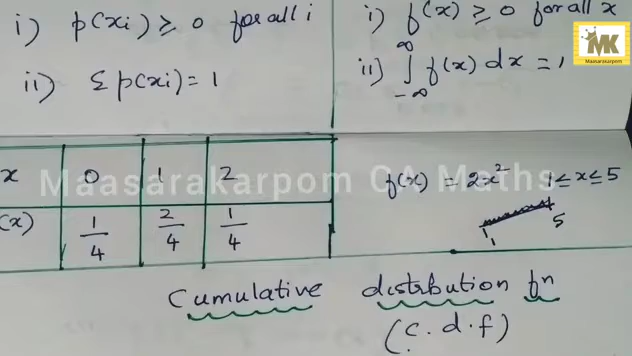 i) p(xi) ≥ 0 for all i
ii) Σ p(xi) = 1
i) f(x) ≥ 0 for all x
ii) ∫_{-∞}^{∞} f(x) dx = 1
MK
Maasarakarpom
x 0 1 2
(x) 1/4 2/4 1/4
Maasarakarpom CA Maths
f(x) = 2x² 1 ≤ x ≤ 5
1 5
Cumulative distribution fn
(c.d.f)